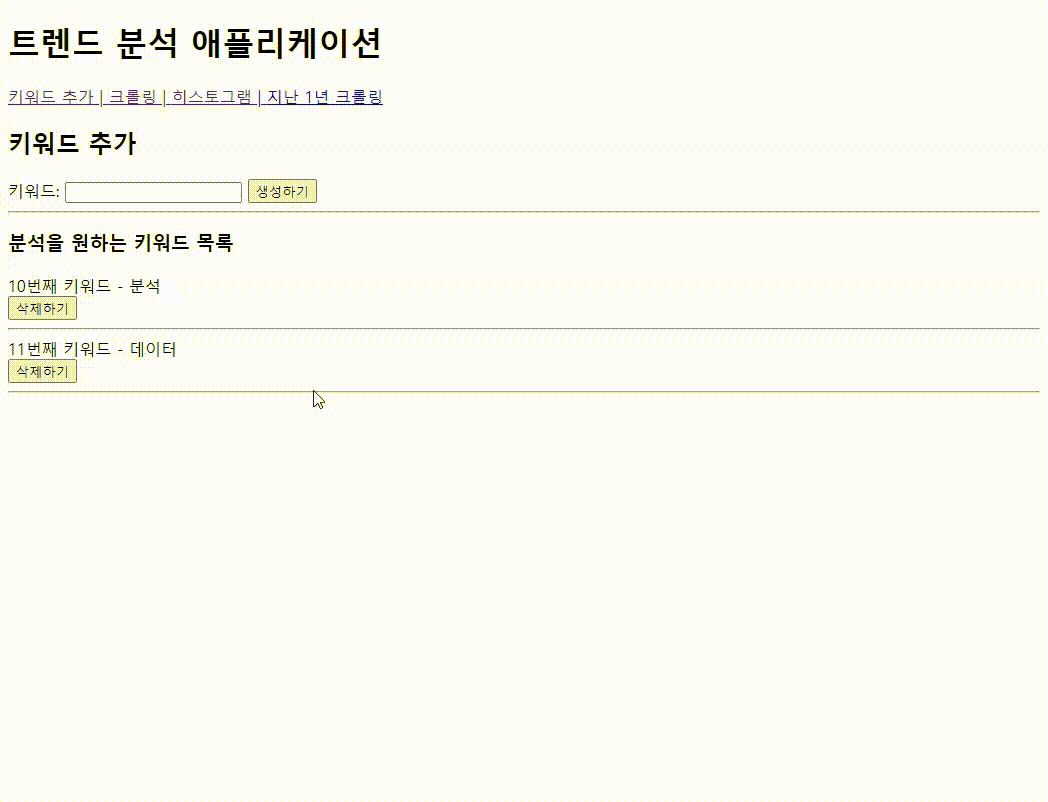 트렌드 분석 애플리케이션
키워드 추가 | 크롤링 | 히스토그램 | 지난 1년 크롤링
키워드 추가
키워드: 생성하기
분석을 원하는 키워드 목록
10번째 키워드 - 분석
삭제하기
11번째 키워드 - 데이터
삭제하기